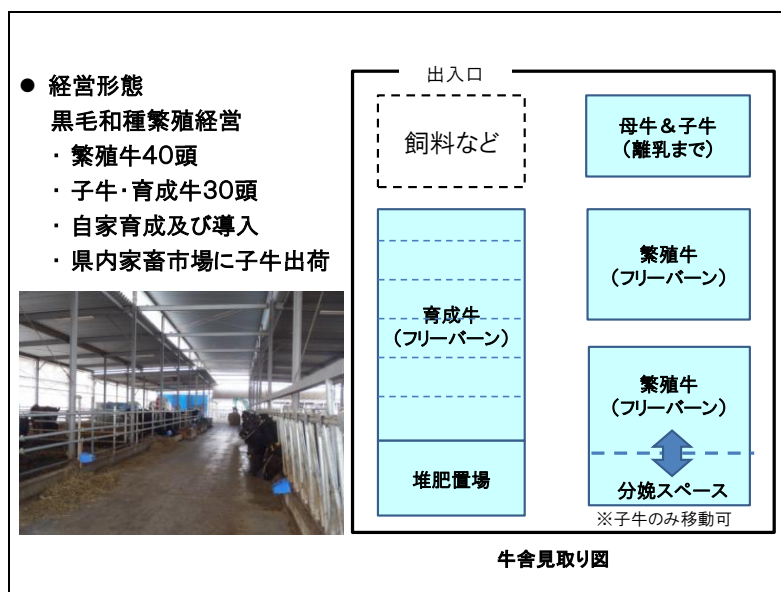 ● 経営形態
黒毛和種繁殖経営
・ 繁殖牛40頭
・ 子牛・育成牛30頭
・ 自家育成及び導入
・ 県内家畜市場に子牛出荷
出入口
飼料など
母牛＆子牛
（離乳まで）
繁殖牛
（フリーバーン）
育成牛
（フリーバーン）
繁殖牛
（フリーバーン）
堆肥置場
分娩スペース
※子牛のみ移動可
牛舎見取り図